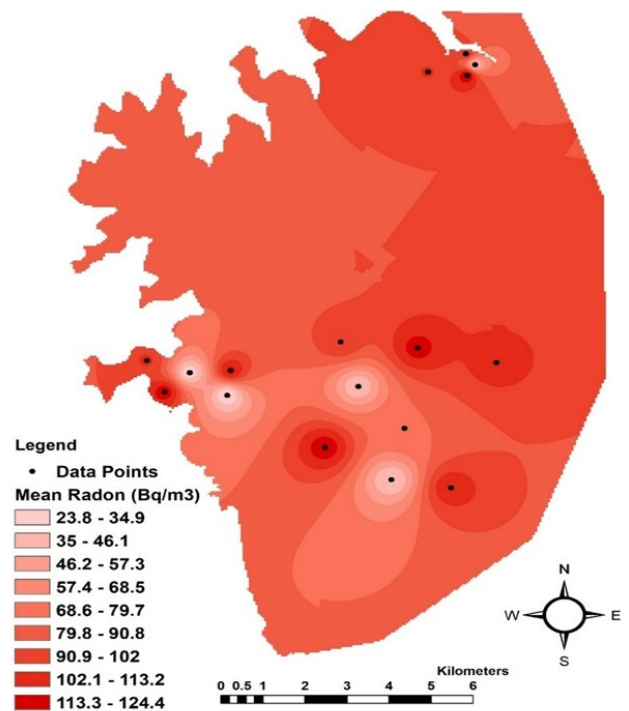 Legend
Data Points
Mean Radon (Bq/m3)
23.8 - 34.9
35 - 46.1
46.2 - 57.3
57.4 - 68.5
68.6 - 79.7
79.8 - 90.8
90.9 - 102
102.1 - 113.2
113.3 - 124.4
N
W E
S
Kilometers
0 0.5 1 2 3 4 5 6